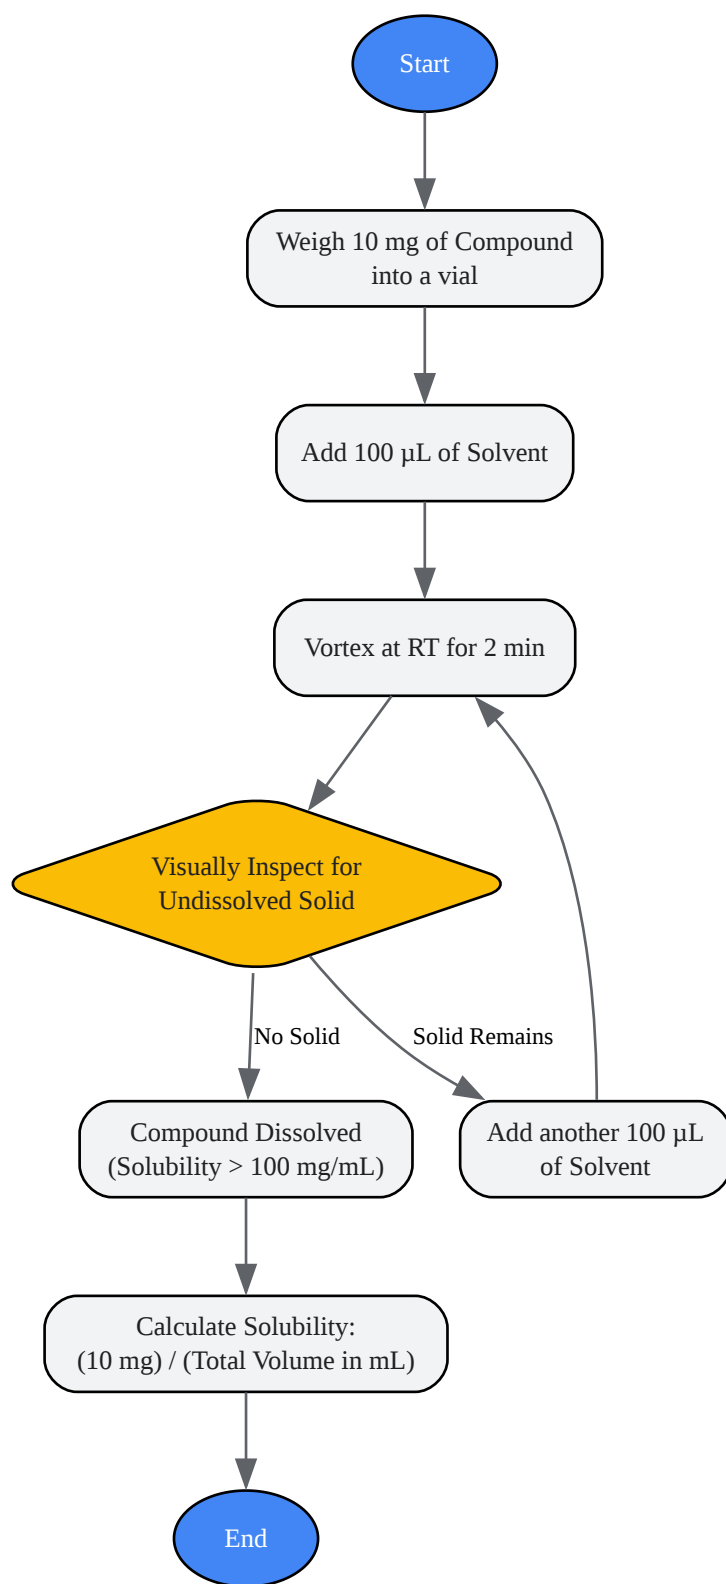 Start
Weigh 10 mg of Compound
into a vial
Add 100 µL of Solvent
Vortex at RT for 2 min
Visually Inspect for
Undissolved Solid
No Solid
Solid Remains
Compound Dissolved
(Solubility > 100 mg/mL)
Add another 100 µL
of Solvent
Calculate Solubility:
(10 mg) / (Total Volume in mL)
End